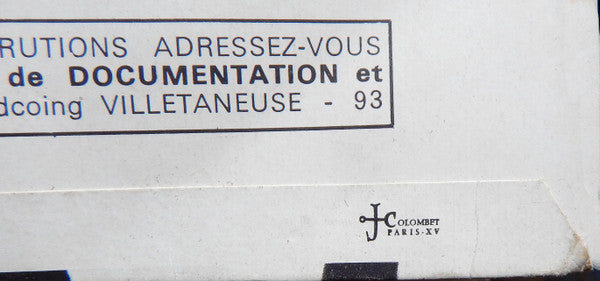 RUTIONS ADRESSEZ-VOUS
de DOCUMENTATION et
dcoing VILLETANEUSE - 93
J COLOMBET
PARIS-XV